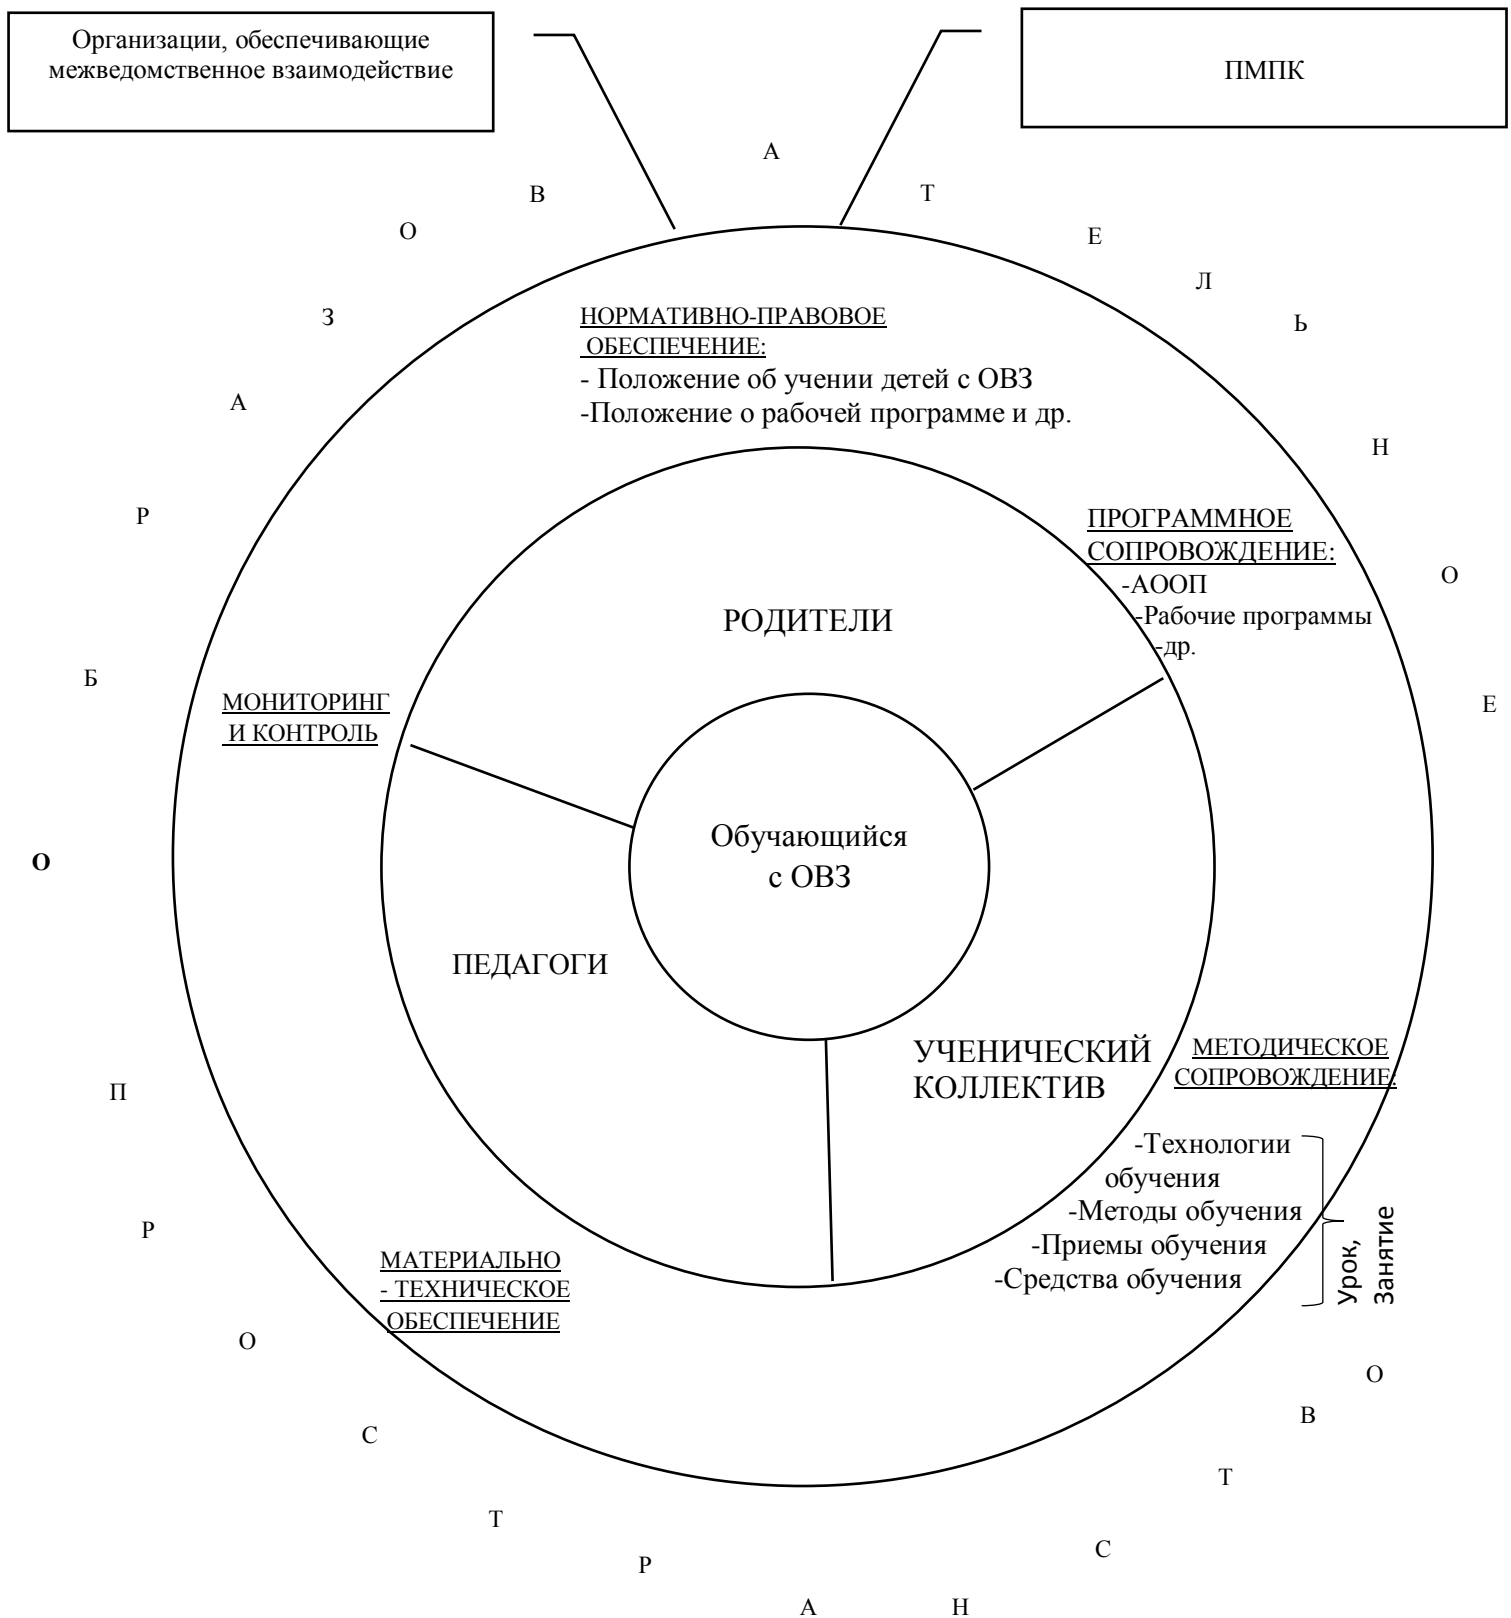 Организации, обеспечивающие
межведомственное взаимодействие
ПМПК
ОБРАЗОВАТЕЛЬНОЕ
НОРМАТИВНО-ПРАВОВОЕ
ОБЕСПЕЧЕНИЕ:
- Положение об учении детей с ОВЗ
-Положение о рабочей программе и др.
ПРОГРАММНОЕ
СОПРОВОЖДЕНИЕ:
-АООП
-Рабочие программы
-др.
РОДИТЕЛИ
МОНИТОРИНГ
И КОНТРОЛЬ
Обучающийся
с ОВЗ
ПЕДАГОГИ
УЧЕНИЧЕСКИЙ
КОЛЛЕКТИВ
МЕТОДИЧЕСКОЕ
СОПРОВОЖДЕНИЕ:
-Технологии
обучения
-Методы обучения
-Приемы обучения
-Средства обучения
Урок,
Занятие
МАТЕРИАЛЬНО
- ТЕХНИЧЕСКОЕ
ОБЕСПЕЧЕНИЕ
ПРОСТРАНСТВО